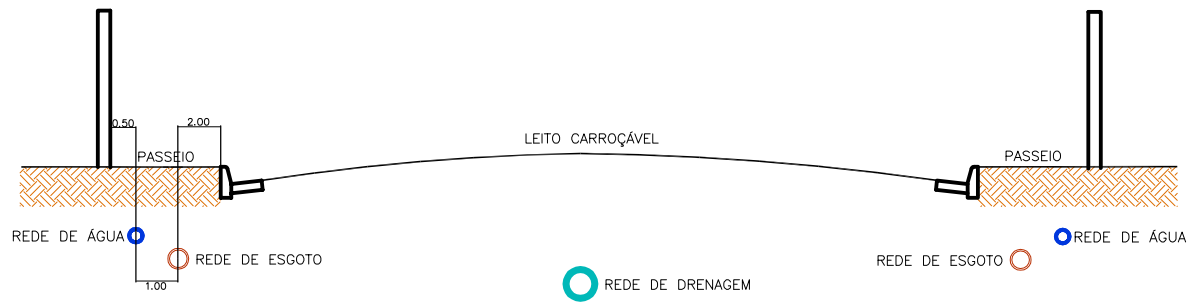 0.50
2.00
PASSEIO
LEITO CARROÇÁVEL
PASSEIO
REDE DE ÁGUA
REDE DE ESGOTO
1.00
REDE DE DRENAGEM
REDE DE ESGOTO
REDE DE ÁGUA